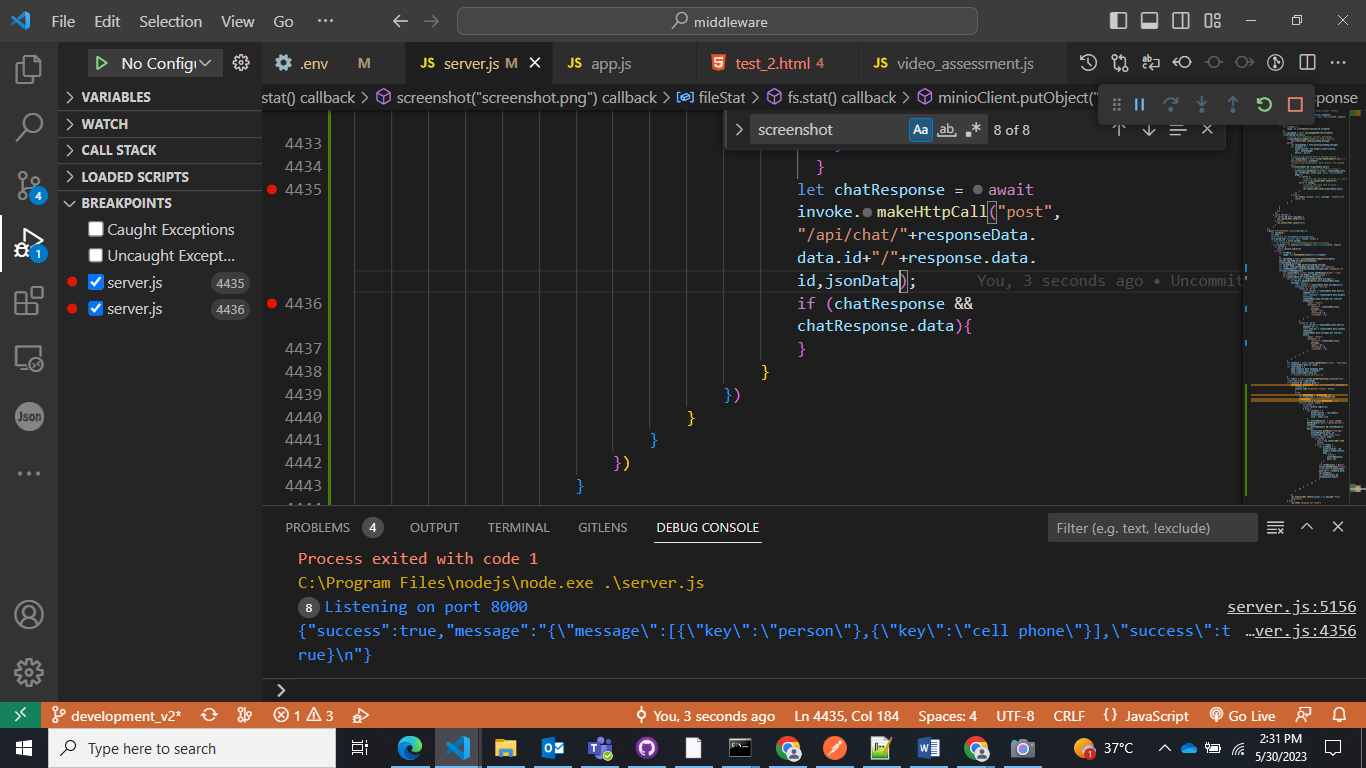 File Edit Selection View Go ··· middleware
No Configu .env M JS server.js M JS app.js test_2.html 4 JS video_assessment.js
VARIABLES
WATCH
CALL STACK
LOADED SCRIPTS
BREAKPOINTS
Caught Exceptions
Uncaught Except...
server.js 4435
server.js 4436
4
1
Json
stat() callback > screenshot("screenshot.png") callback > fileStat > fs.stat() callback > minioClient.putObject("
screenshot Aa ab .* 8 of 8
4433
4434 }
4435 let chatResponse = await
invoke.makeHttpCall("post",
"/api/chat/"+responseData.
data.id+"/"+response.data.
id,jsonData); You, 3 seconds ago • Uncommit
4436 if (chatResponse &&
chatResponse.data){
4437 }
4438 }
4439 })
4440 }
4441 }
4442 })
4443 }
PROBLEMS 4 OUTPUT TERMINAL GITLENS DEBUG CONSOLE Filter (e.g. text, !exclude)
Process exited with code 1
C:\Program Files\nodejs\node.exe .\server.js
8 Listening on port 8000 server.js:5156
{"success":true,"message":"{\"message\":[{\"key\":\"person\"},{\"key\":\"cell phone\"}],\"success\":t …ver.js:4356
rue}\n"}
development_v2* 1 3 You, 3 seconds ago Ln 4435, Col 184 Spaces: 4 UTF-8 CRLF {} JavaScript Go Live
Type here to search 1 37°C 2:31 PM
5/30/2023